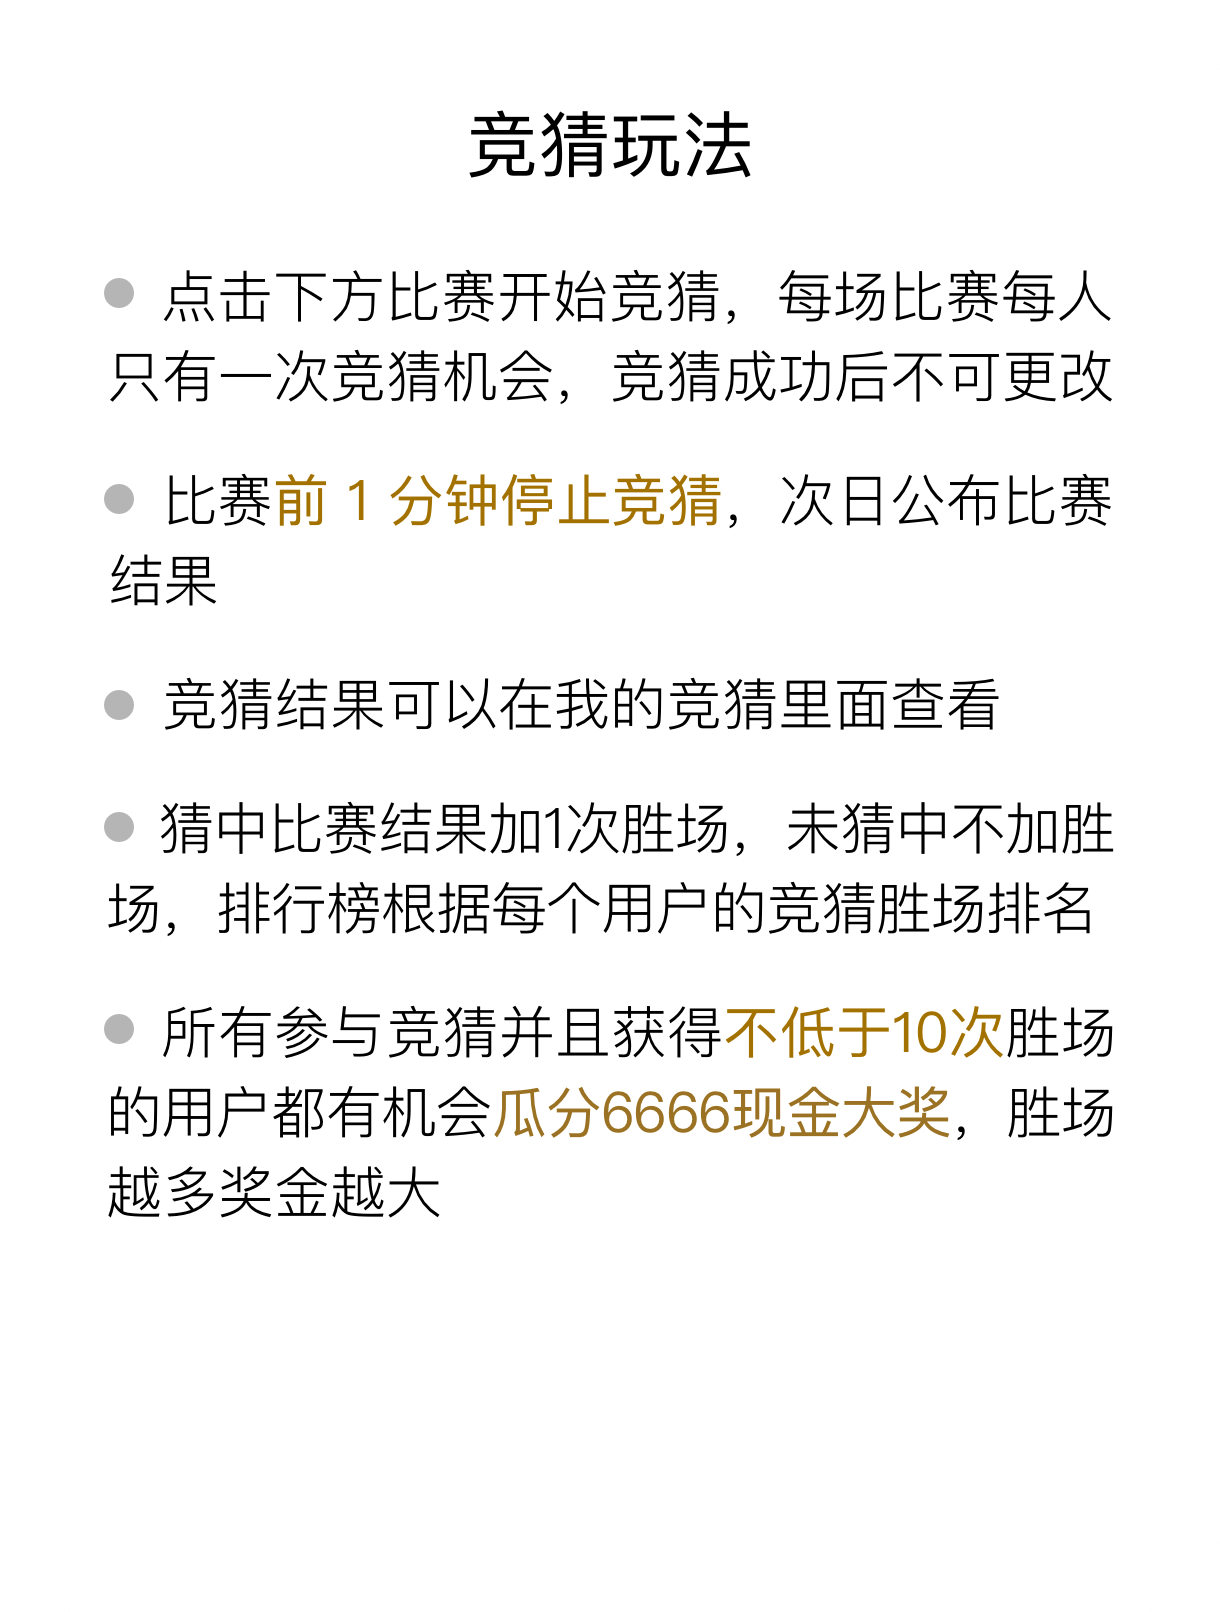 竞猜玩法
点击下方比赛开始竞猜，每场比赛每人
只有一次竞猜机会，竞猜成功后不可更改
比赛前 1 分钟停止竞猜，次日公布比赛
结果
竞猜结果可以在我的竞猜里面查看
猜中比赛结果加1次胜场，未猜中不加胜
场，排行榜根据每个用户的竞猜胜场排名
所有参与竞猜并且获得不低于10次胜场
的用户都有机会瓜分6666现金大奖，胜场
越多奖金越大